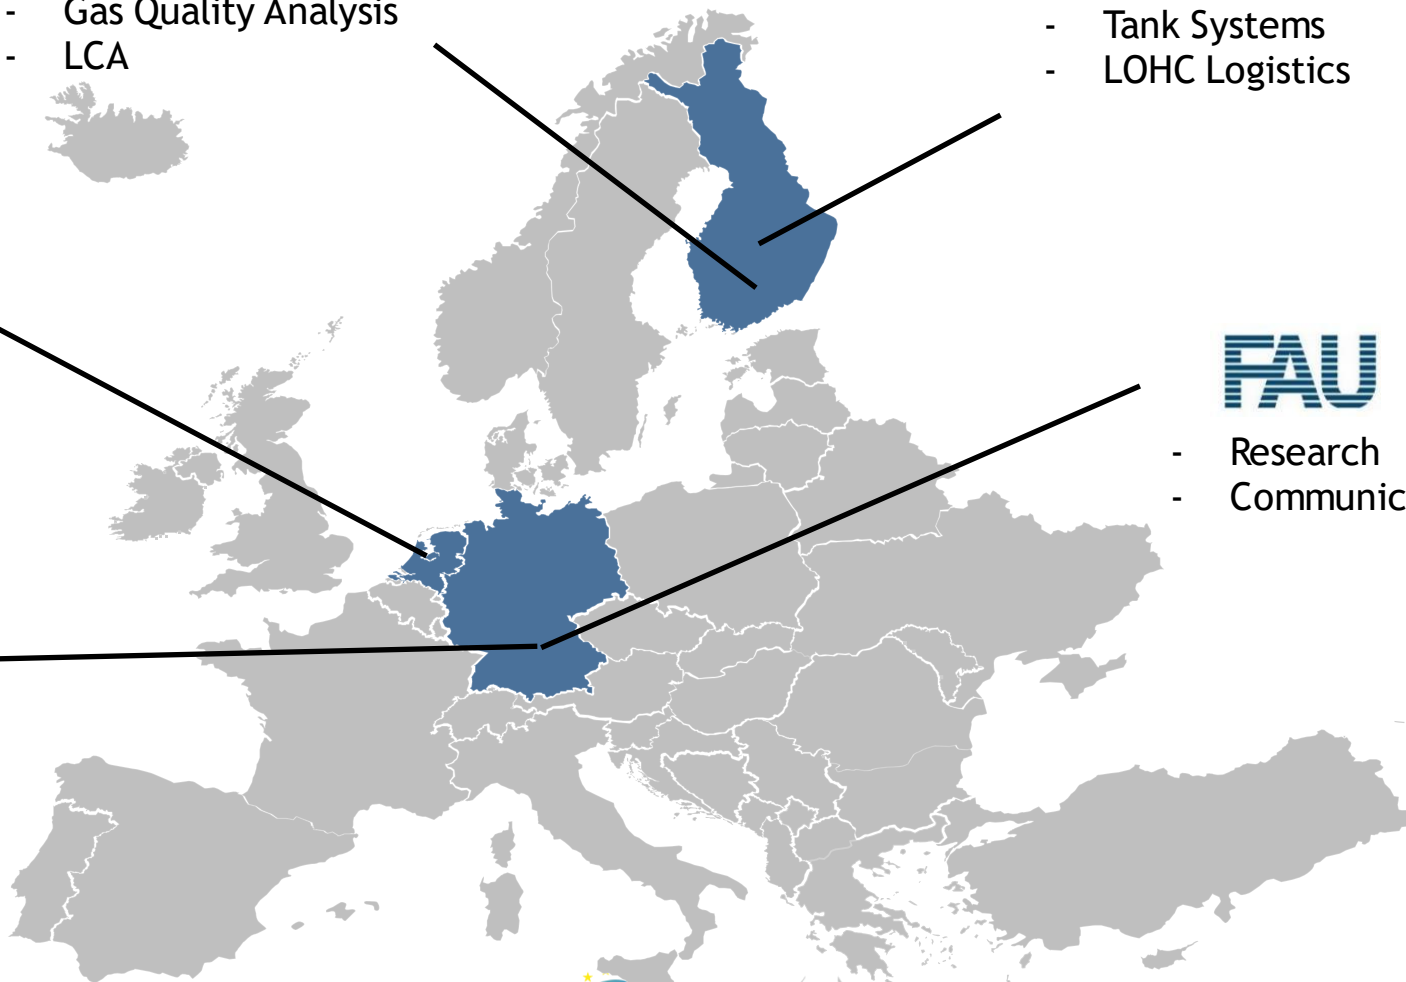 - Gas Quality Analysis
- LCA
- Tank Systems
- LOHC Logistics
FAU
- Research
- Communic